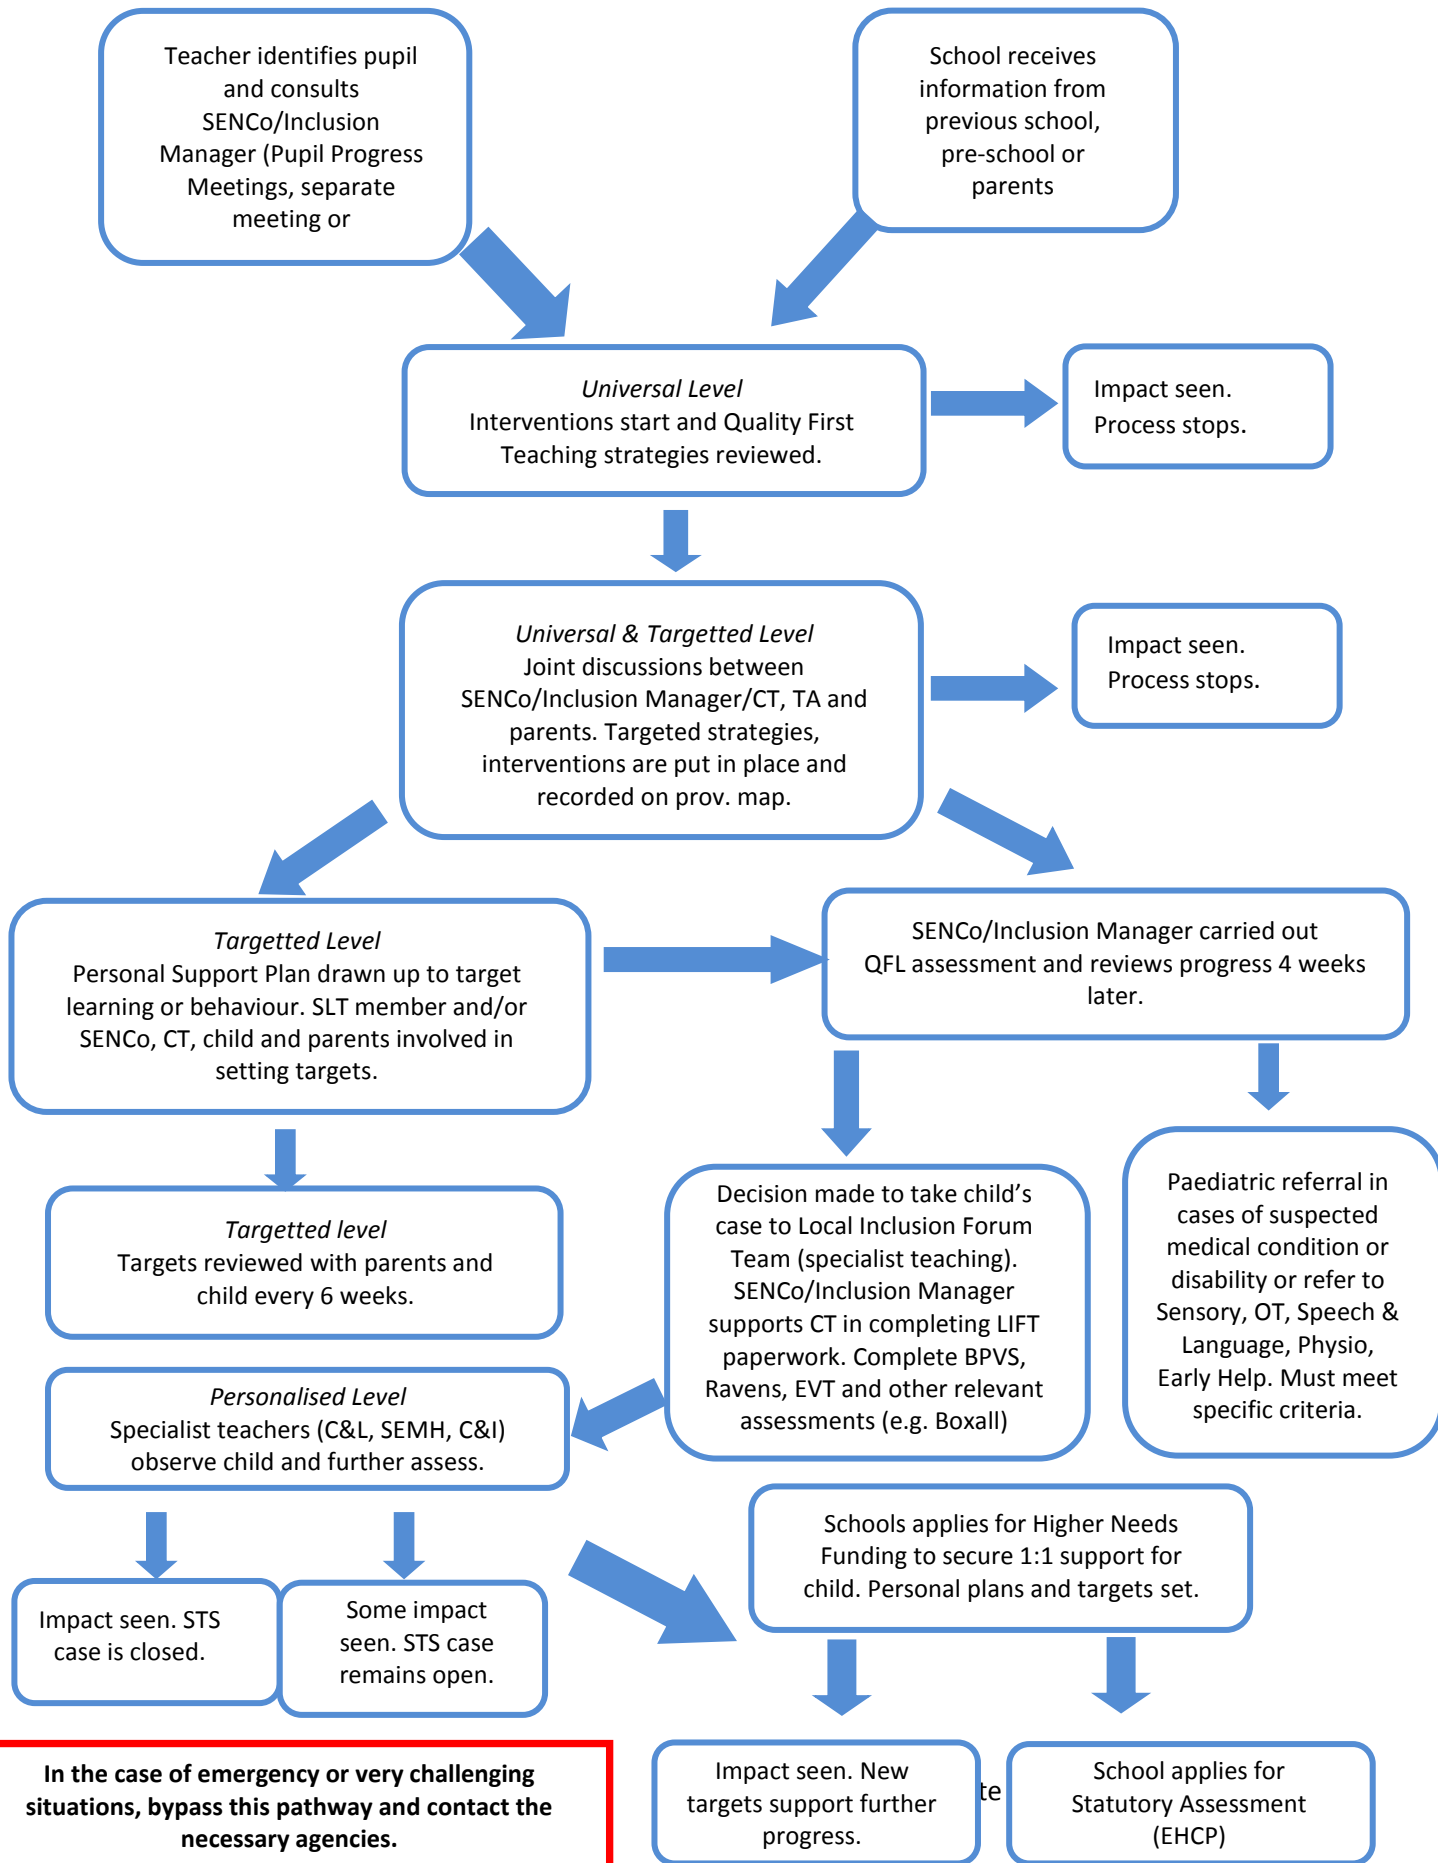 Teacher identifies pupil
and consults
SENCo/Inclusion
Manager (Pupil Progress
Meetings, separate
meeting or
School receives
information from
previous school,
pre-school or
parents
Universal Level
Interventions start and Quality First
Teaching strategies reviewed.
Impact seen.
Process stops.
Universal & Targetted Level
Joint discussions between
SENCo/Inclusion Manager/CT, TA and
parents. Targeted strategies,
interventions are put in place and
recorded on prov. map.
Impact seen.
Process stops.
Targetted Level
Personal Support Plan drawn up to target
learning or behaviour. SLT member and/or
SENCo, CT, child and parents involved in
setting targets.
SENCo/Inclusion Manager carried out
QFL assessment and reviews progress 4 weeks
later.
Targetted level
Targets reviewed with parents and
child every 6 weeks.
Decision made to take child’s
case to Local Inclusion Forum
Team (specialist teaching).
SENCo/Inclusion Manager
supports CT in completing LIFT
paperwork. Complete BPVS,
Ravens, EVT and other relevant
assessments (e.g. Boxall)
Paediatric referral in
cases of suspected
medical condition or
disability or refer to
Sensory, OT, Speech &
Language, Physio,
Early Help. Must meet
specific criteria.
Personalised Level
Specialist teachers (C&L, SEMH, C&I)
observe child and further assess.
Schools applies for Higher Needs
Funding to secure 1:1 support for
child. Personal plans and targets set.
Impact seen. STS
case is closed.
Some impact
seen. STS case
remains open.
In the case of emergency or very challenging
situations, bypass this pathway and contact the
necessary agencies.
Impact seen. New
targets support further
progress.
te
School applies for
Statutory Assessment
(EHCP)